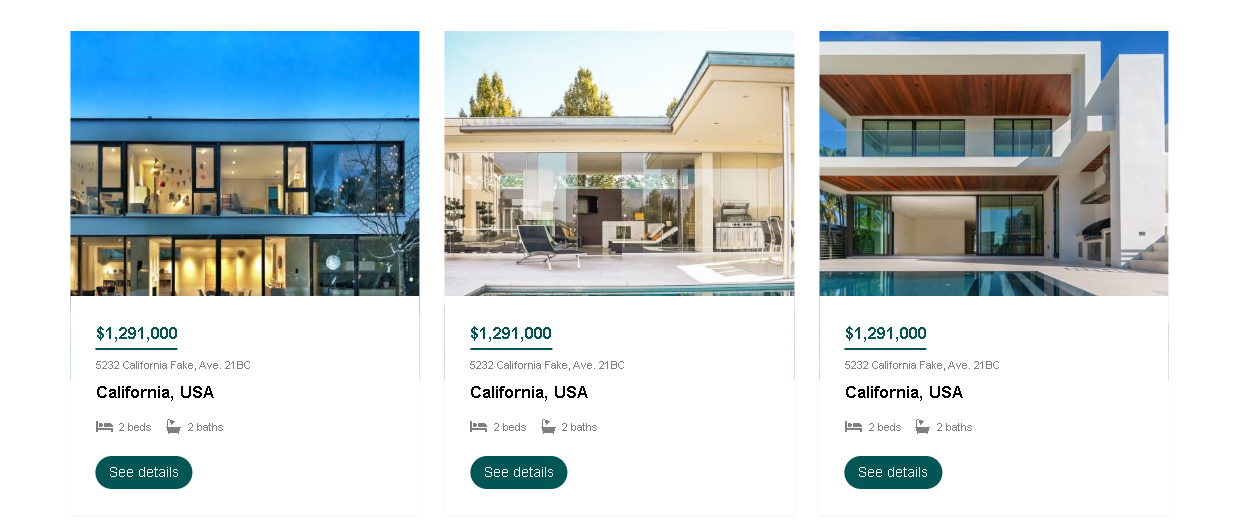 $1,291,000
5232 California Fake, Ave. 21BC
California, USA
2 beds 2 baths
See details
$1,291,000
5232 California Fake, Ave. 21BC
California, USA
2 beds 2 baths
See details
$1,291,000
5232 California Fake, Ave. 21BC
California, USA
2 beds 2 baths
See details